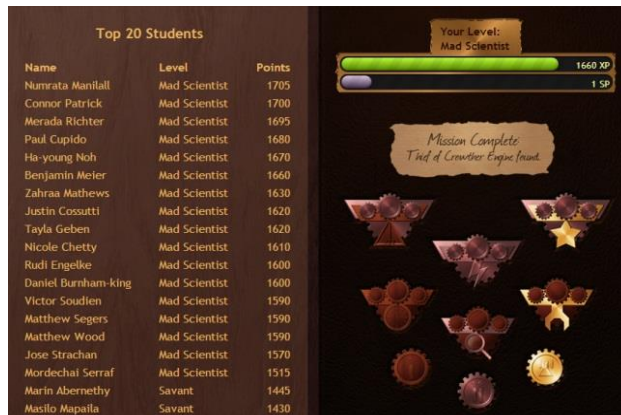 Top 20 Students
Name Level Points
Numrata Manilall Mad Scientist 1705
Connor Patrick Mad Scientist 1700
Merada Richter Mad Scientist 1695
Paul Cupido Mad Scientist 1680
Ha-young Noh Mad Scientist 1670
Benjamin Meier Mad Scientist 1660
Zahraa Mathews Mad Scientist 1630
Justin Cossutti Mad Scientist 1620
Tayla Geben Mad Scientist 1620
Nicole Chetty Mad Scientist 1610
Rudi Engelke Mad Scientist 1600
Daniel Burnham-king Mad Scientist 1600
Victor Soudien Mad Scientist 1590
Matthew Segers Mad Scientist 1590
Matthew Wood Mad Scientist 1590
Jose Strachan Mad Scientist 1570
Mordechai Serraf Mad Scientist 1515
Marin Abernethy Savant 1445
Masilo Mapaila Savant 1430
Your Level:
Mad Scientist
1660 XP
1 SP
Mission Complete
Thief of Crowther Engine found.